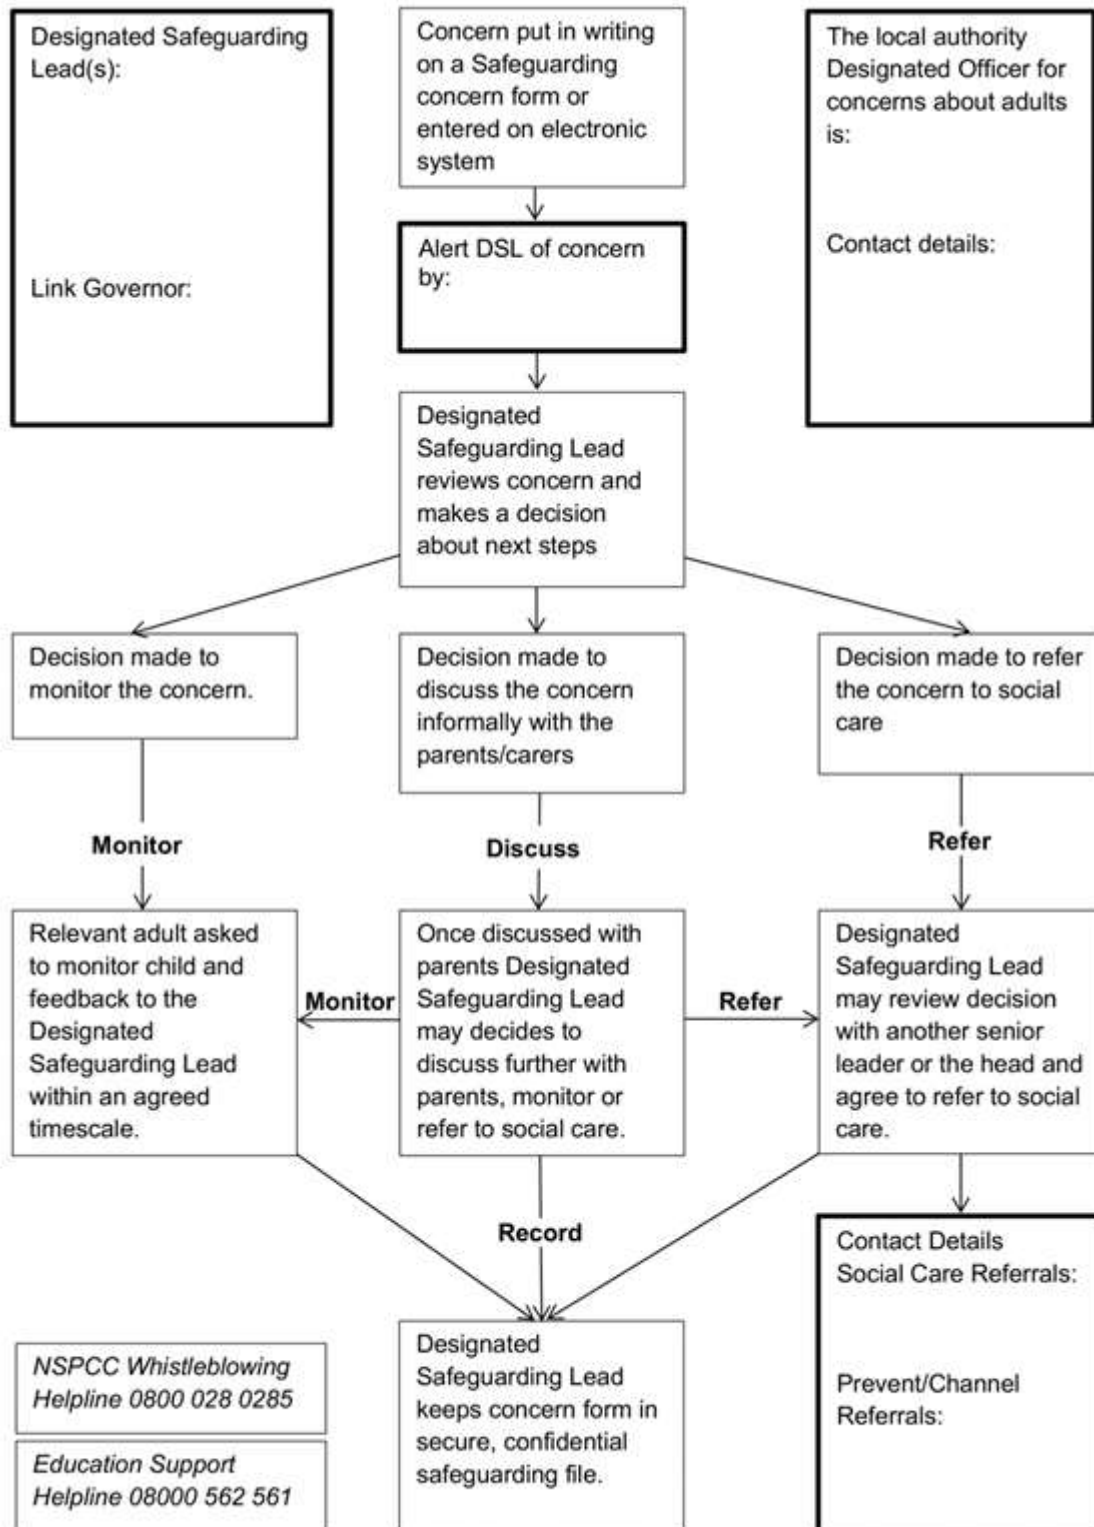 Designated Safeguarding
Lead(s):
Link Governor:
Concern put in writing
on a Safeguarding
concern form or
entered on electronic
system
The local authority
Designated Officer for
concerns about adults
is:
Contact details:
Alert DSL of concern
by:
Designated
Safeguarding Lead
reviews concern and
makes a decision
about next steps
Decision made to
monitor the concern.
Decision made to
discuss the concern
informally with the
parents/carers
Decision made to refer
the concern to social
care
Monitor
Discuss
Refer
Relevant adult asked
to monitor child and
feedback to the
Designated
Safeguarding Lead
within an agreed
timescale.
Monitor
Once discussed with
parents Designated
Safeguarding Lead
may decides to
discuss further with
parents, monitor or
refer to social care.
Refer
Designated
Safeguarding Lead
may review decision
with another senior
leader or the head and
agree to refer to social
care.
Record
Contact Details
Social Care Referrals:
Prevent/Channel
Referrals:
Designated
Safeguarding Lead
keeps concern form in
secure, confidential
safeguarding file.
NSPCC Whistleblowing
Helpline 0800 028 0285
Education Support
Helpline 08000 562 561